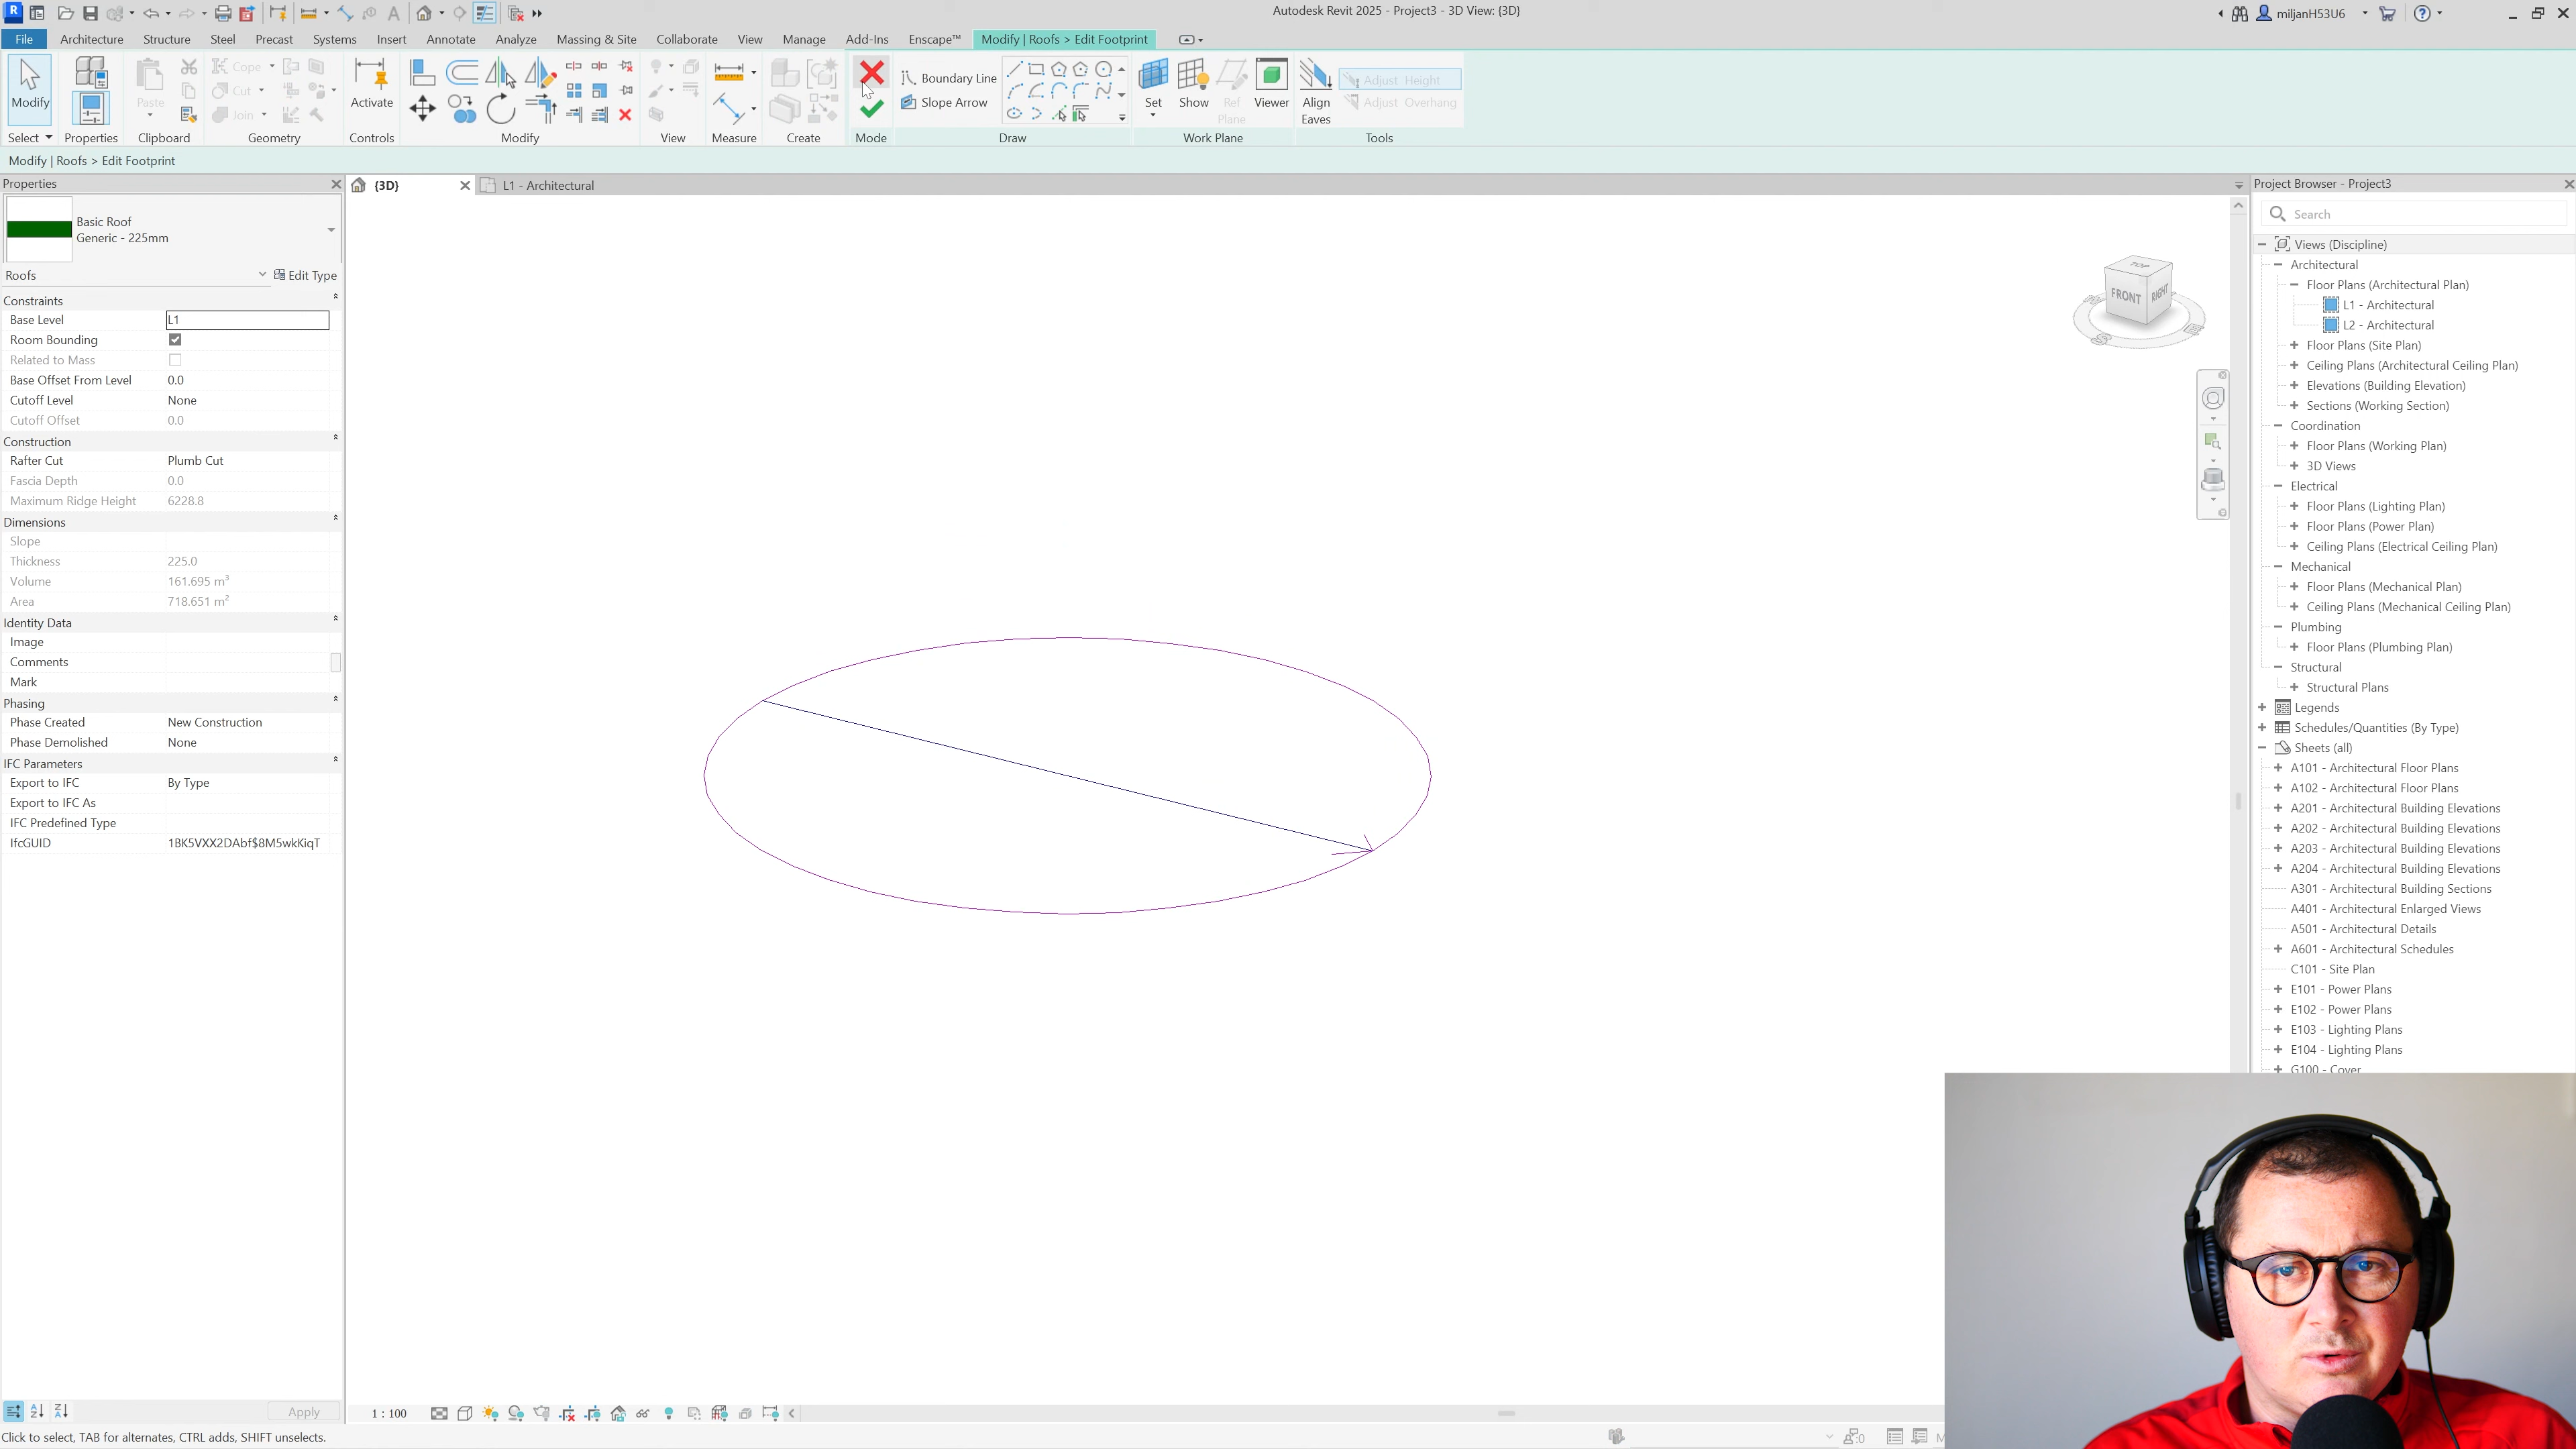 Autodesk Revit 2025 - Project3 - 3D View: {3D}
miljanH53U6
File
Architecture
Structure
Steel
Precast
Systems
Insert
Annotate
Analyze
Massing & Site
Collaborate
View
Manage
Add-Ins
Enscape™
Modify | Roofs > Edit Footprint
Modify
Paste
Cope
Cut
Join
Activate
Boundary Line
Slope Arrow
Set
Show
Ref Plane
Viewer
Align Eaves
Adjust Height
Adjust Overhang
Select
Properties
Clipboard
Geometry
Controls
Modify
View
Measure
Create
Mode
Draw
Work Plane
Tools
Modify | Roofs > Edit Footprint
Properties
Basic Roof
Generic - 225mm
Roofs
Edit Type
Constraints
Base Level L1
Room Bounding
Related to Mass
Base Offset From Level 0.0
Cutoff Level None
Cutoff Offset 0.0
Construction
Rafter Cut Plumb Cut
Fascia Depth 0.0
Maximum Ridge Height 6228.8
Dimensions
Slope
Thickness 225.0
Volume 161.695 m³
Area 718.651 m²
Identity Data
Image
Comments
Mark
Phasing
Phase Created New Construction
Phase Demolished None
IFC Parameters
Export to IFC By Type
Export to IFC As
IFC Predefined Type
IfcGUID 1BK5VXX2DAbf$8M5wkKiqT
Apply
{3D}
L1 - Architectural
TOP
FRONT
RIGHT
1 : 100
Project Browser - Project3
Search
Views (Discipline)
Architectural
Floor Plans (Architectural Plan)
L1 - Architectural
L2 - Architectural
Floor Plans (Site Plan)
Ceiling Plans (Architectural Ceiling Plan)
Elevations (Building Elevation)
Sections (Working Section)
Coordination
Floor Plans (Working Plan)
3D Views
Electrical
Floor Plans (Lighting Plan)
Floor Plans (Power Plan)
Ceiling Plans (Electrical Ceiling Plan)
Mechanical
Floor Plans (Mechanical Plan)
Ceiling Plans (Mechanical Ceiling Plan)
Plumbing
Floor Plans (Plumbing Plan)
Structural
Structural Plans
Legends
Schedules/Quantities (By Type)
Sheets (all)
A101 - Architectural Floor Plans
A102 - Architectural Floor Plans
A201 - Architectural Building Elevations
A202 - Architectural Building Elevations
A203 - Architectural Building Elevations
A204 - Architectural Building Elevations
A301 - Architectural Building Sections
A401 - Architectural Enlarged Views
A501 - Architectural Details
A601 - Architectural Schedules
C101 - Site Plan
E101 - Power Plans
E102 - Power Plans
E103 - Lighting Plans
E104 - Lighting Plans
G100 - Cover
Click to select, TAB for alternates, CTRL adds, SHIFT unselects.
:0